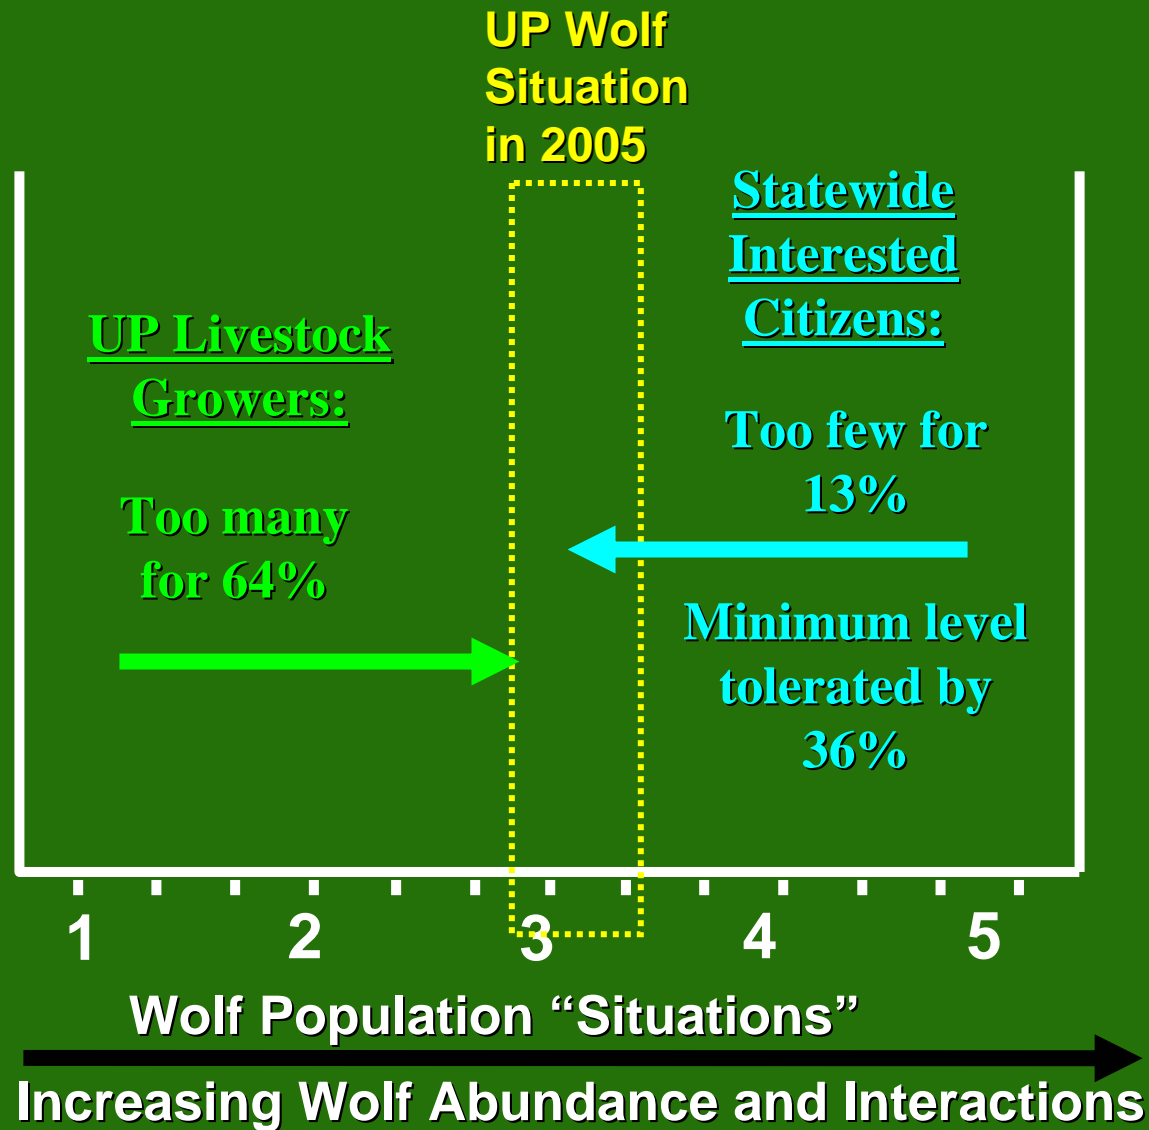 UP Wolf
Situation
in 2005
UP Livestock
Growers:
Too many
for 64%
Statewide
Interested
Citizens:
Too few for
13%
Minimum level
tolerated by
36%
1 2 3 4 5
Wolf Population “Situations”
Increasing Wolf Abundance and Interactions